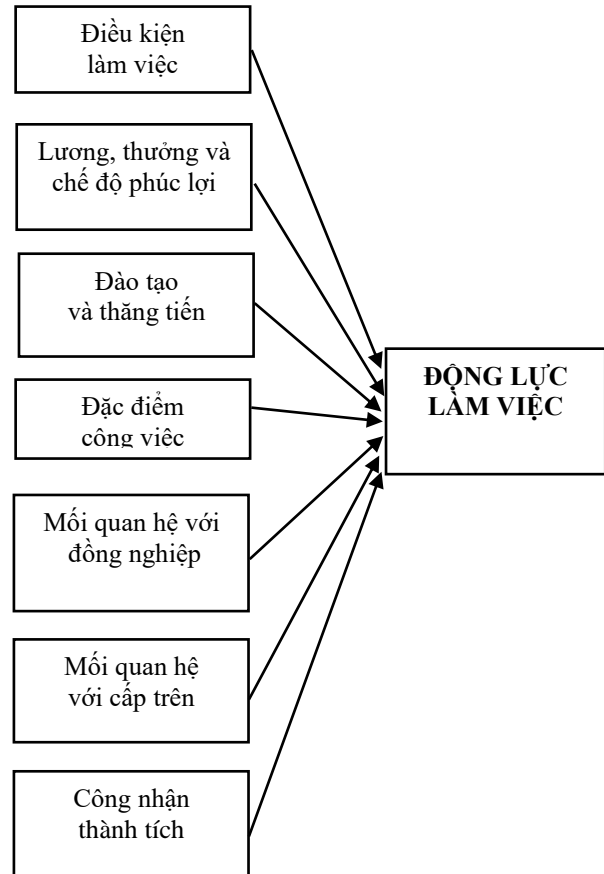 Điều kiện
làm việc
Lương, thưởng và
chế độ phúc lợi
Đào tạo
và thăng tiến
Đặc điểm
công việc
Mối quan hệ với
đồng nghiệp
Mối quan hệ
với cấp trên
Công nhận
thành tích
ĐỘNG LỰC
LÀM VIỆC